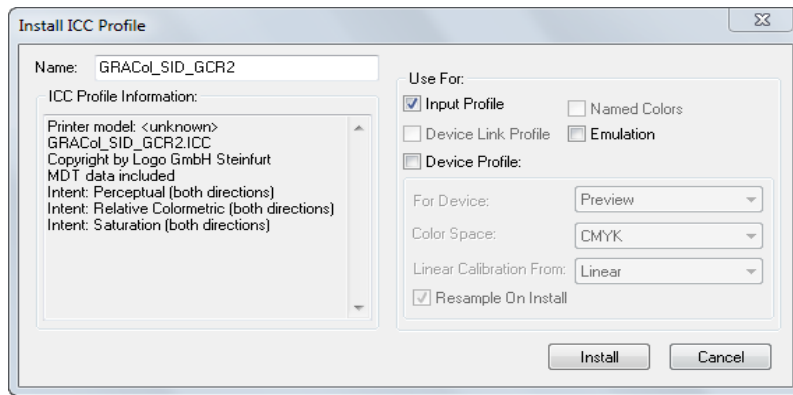 Install ICC Profile
Name: GRACol_SID_GCR2
ICC Profile Information:
Printer model: <unknown>
GRACol_SID_GCR2.ICC
Copyright by Logo GmbH Steinfurt
MDT data included
Intent: Perceptual (both directions)
Intent: Relative Colormetric (both directions)
Intent: Saturation (both directions)
Use For:
Input Profile
Named Colors
Device Link Profile
Emulation
Device Profile:
For Device: Preview
Color Space: CMYK
Linear Calibration From: Linear
Resample On Install
Install
Cancel